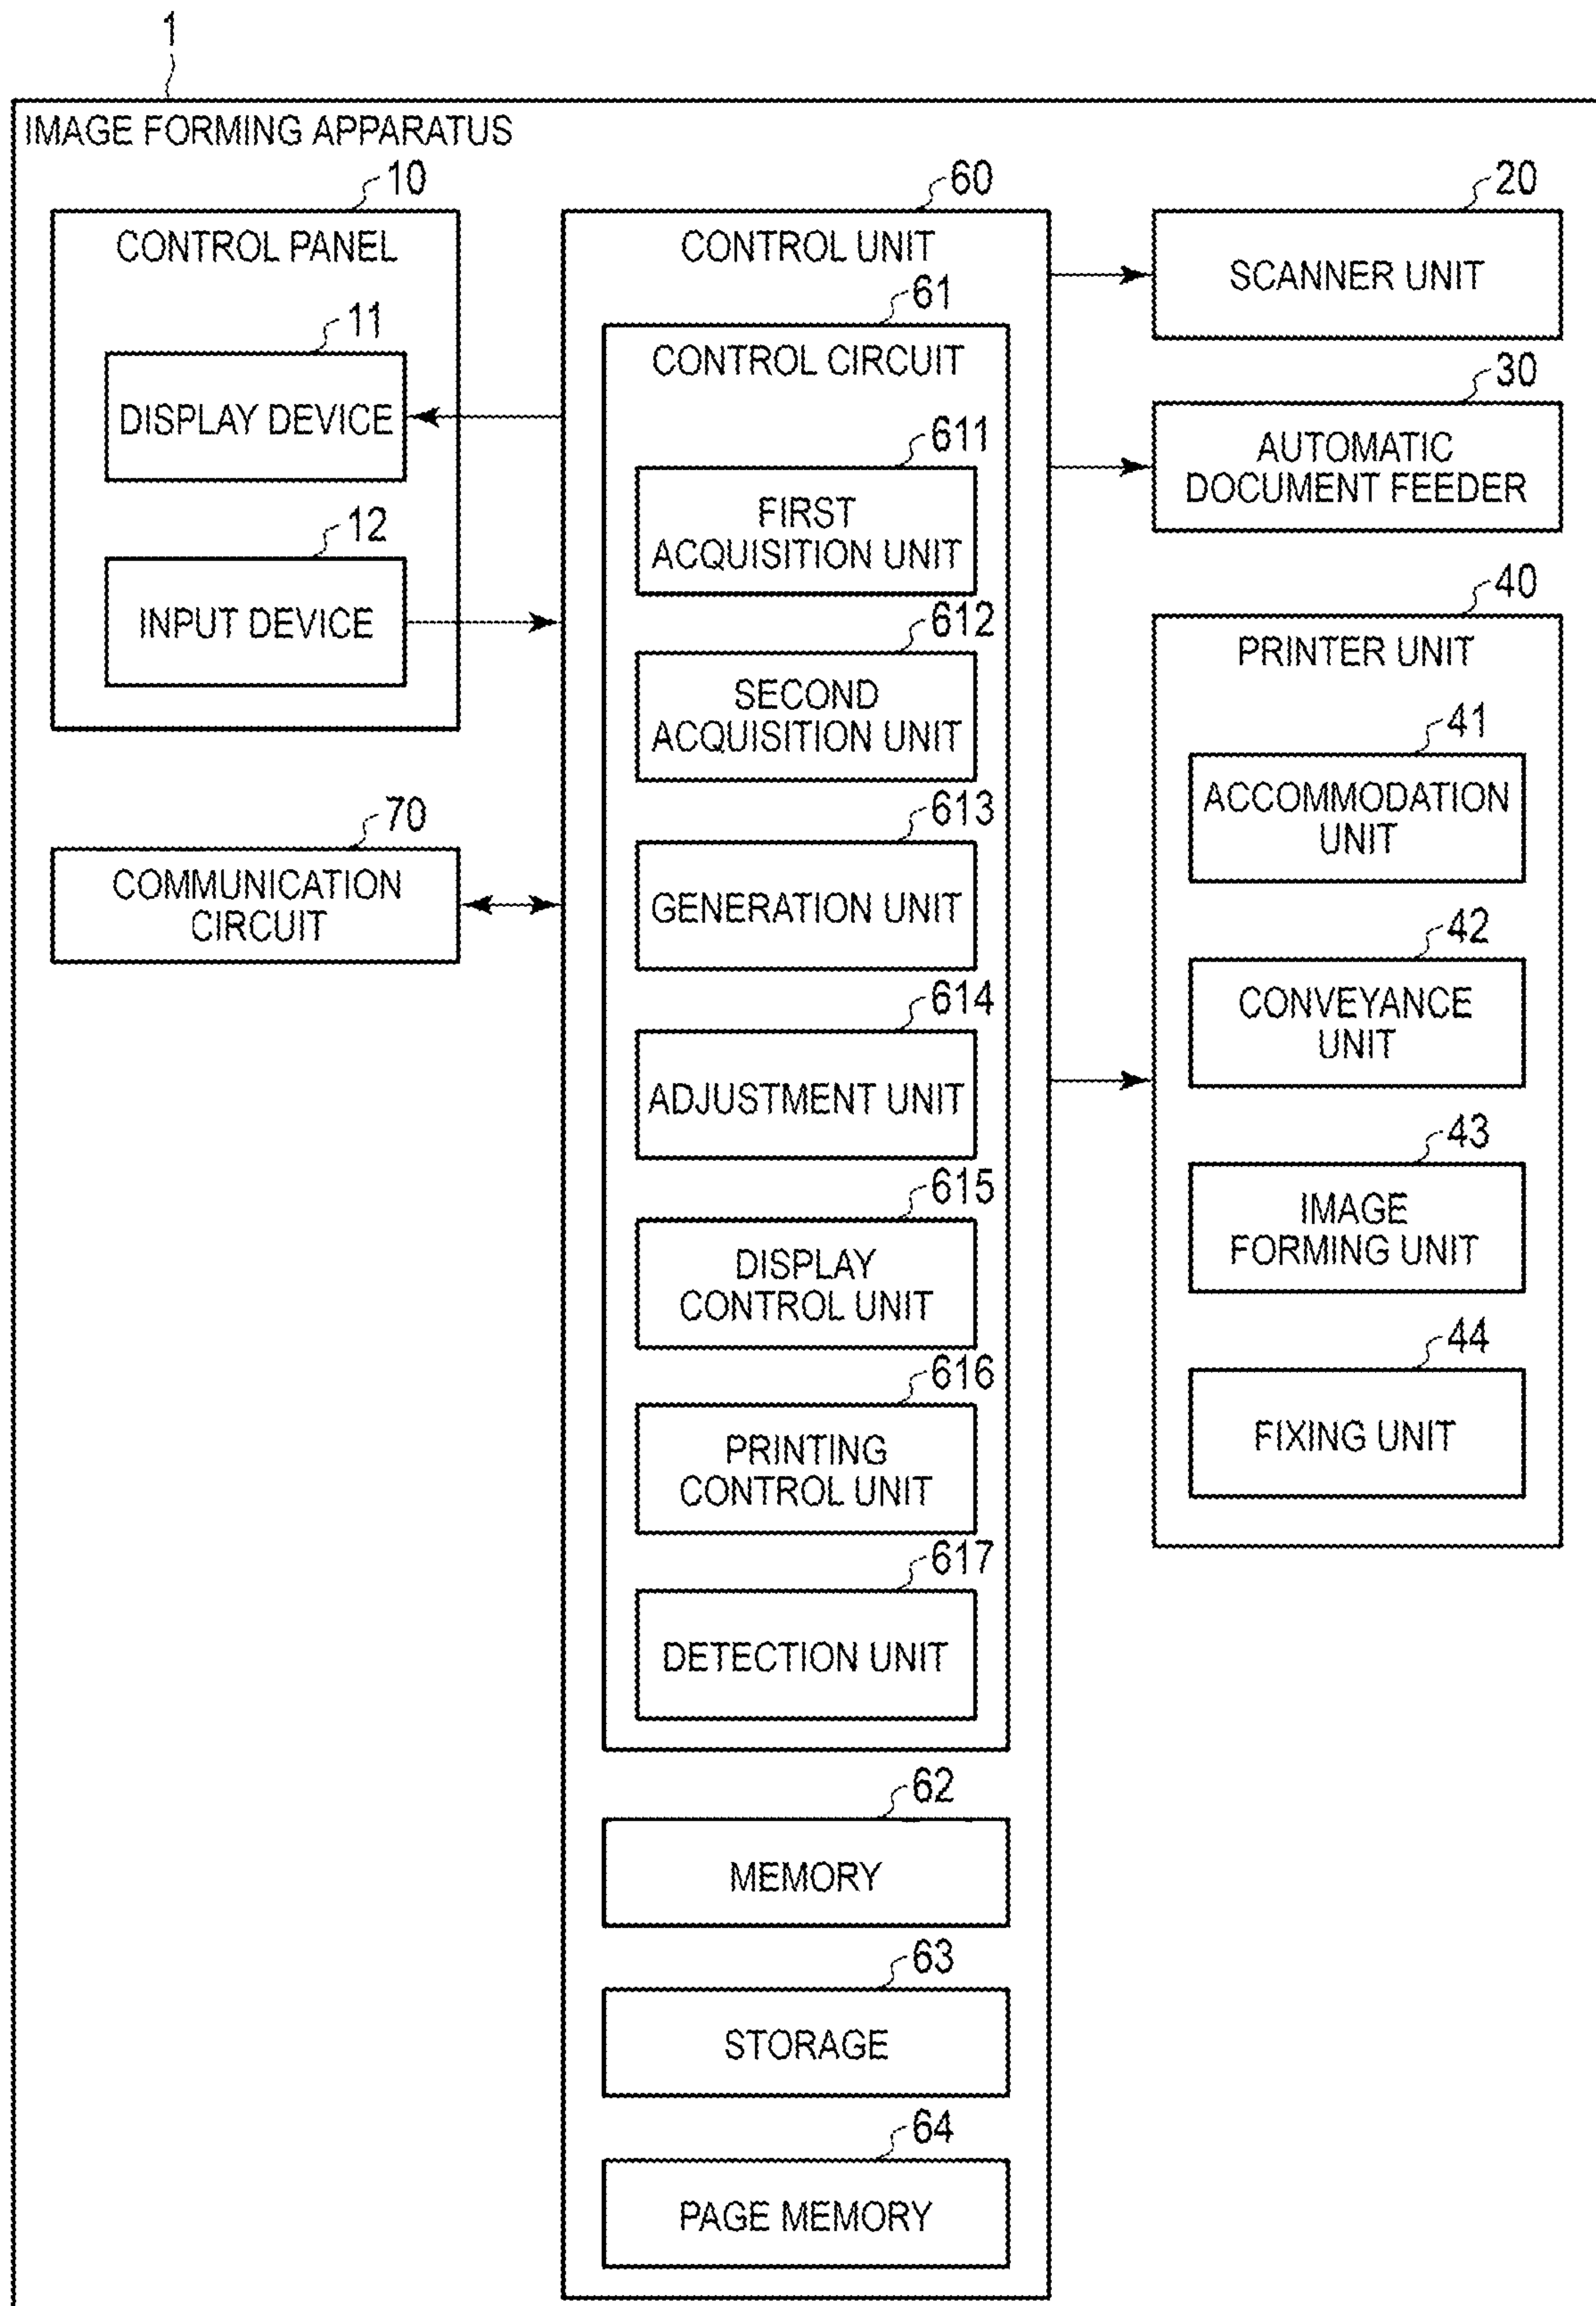 1
IMAGE FORMING APPARATUS
10
CONTROL PANEL
11
DISPLAY DEVICE
12
INPUT DEVICE
70
COMMUNICATION
CIRCUIT
60
CONTROL UNIT
61
CONTROL CIRCUIT
611
FIRST
ACQUISITION UNIT
612
SECOND
ACQUISITION UNIT
613
GENERATION UNIT
614
ADJUSTMENT UNIT
615
DISPLAY
CONTROL UNIT
616
PRINTING
CONTROL UNIT
617
DETECTION UNIT
62
MEMORY
63
STORAGE
64
PAGE MEMORY
20
SCANNER UNIT
30
AUTOMATIC
DOCUMENT FEEDER
40
PRINTER UNIT
41
ACCOMMODATION
UNIT
42
CONVEYANCE
UNIT
43
IMAGE
FORMING UNIT
44
FIXING UNIT